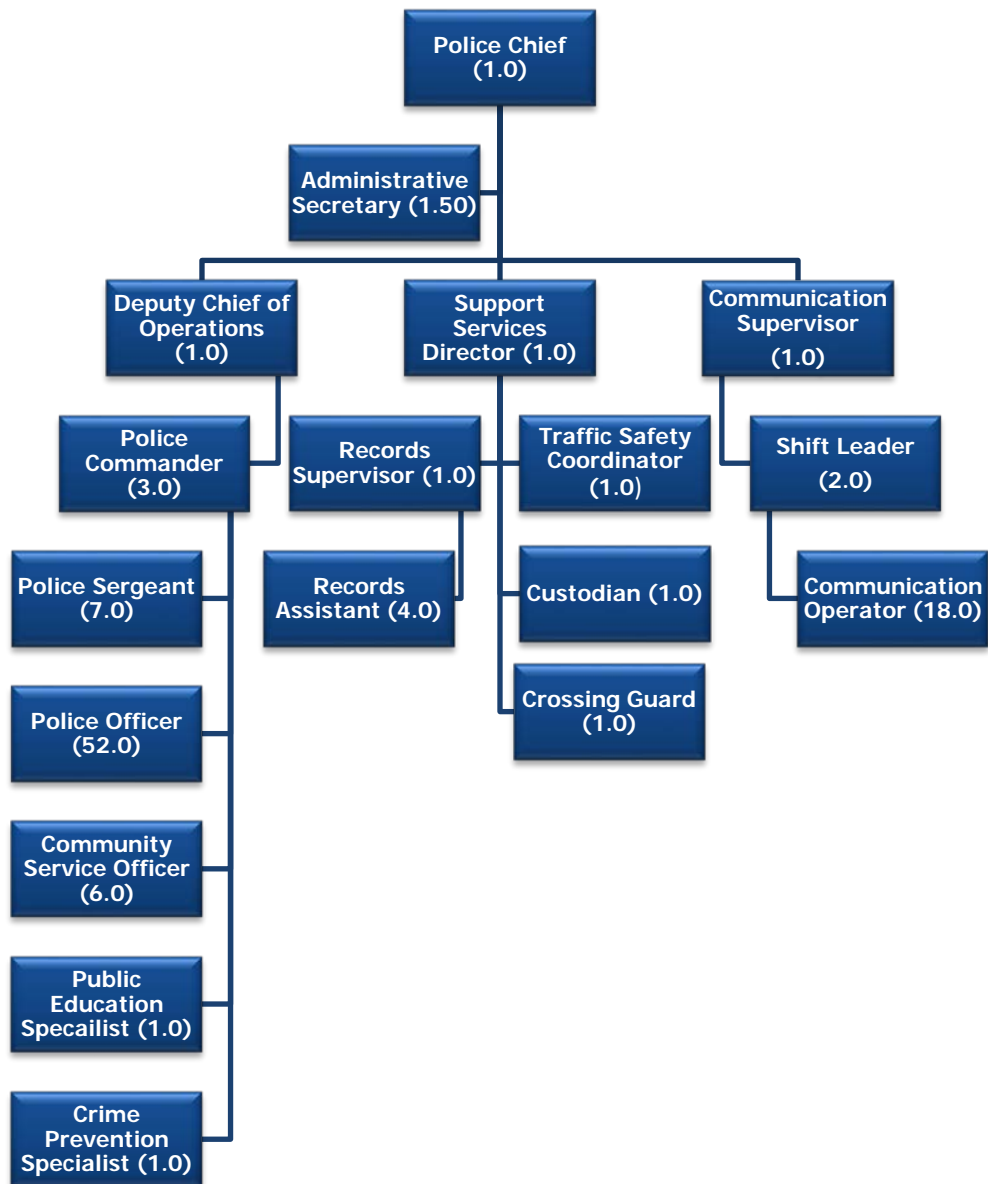 Police Chief
(1.0)
Administrative
Secretary (1.50)
Deputy Chief of
Operations
(1.0)
Support
Services
Director (1.0)
Communication
Supervisor
(1.0)
Police
Commander
(3.0)
Records
Supervisor (1.0)
Traffic Safety
Coordinator
(1.0)
Shift Leader
(2.0)
Police Sergeant
(7.0)
Records
Assistant (4.0)
Custodian (1.0)
Communication
Operator (18.0)
Police Officer
(52.0)
Crossing Guard
(1.0)
Community
Service Officer
(6.0)
Public
Education
Specailist (1.0)
Crime
Prevention
Specialist (1.0)